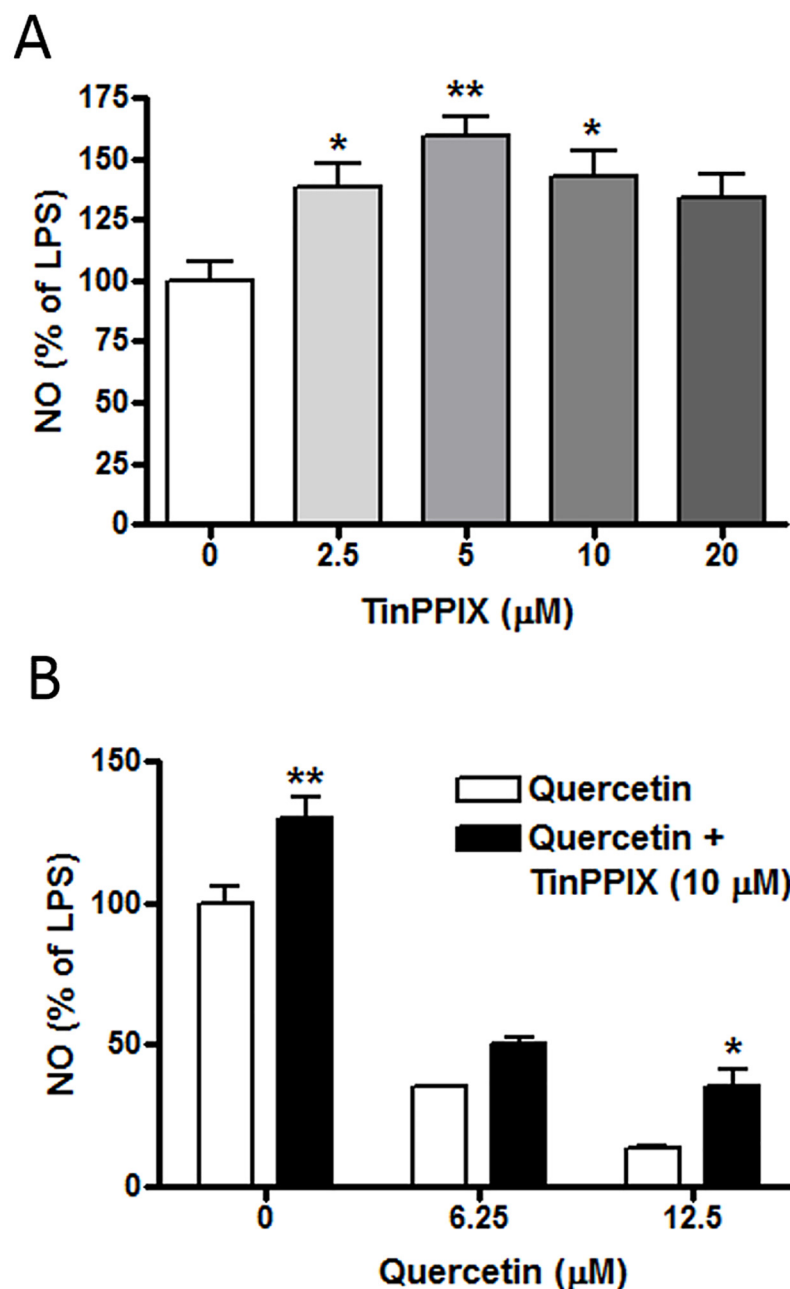 A
NO (% of LPS)
175
150
125
100
75
50
25
0
*
**
*
0 2.5 5 10 20
TinPPIX (μM)
B
NO (% of LPS)
150
100
50
0
**
*
Quercetin
Quercetin +
TinPPIX (10 μM)
0 6.25 12.5
Quercetin (μM)